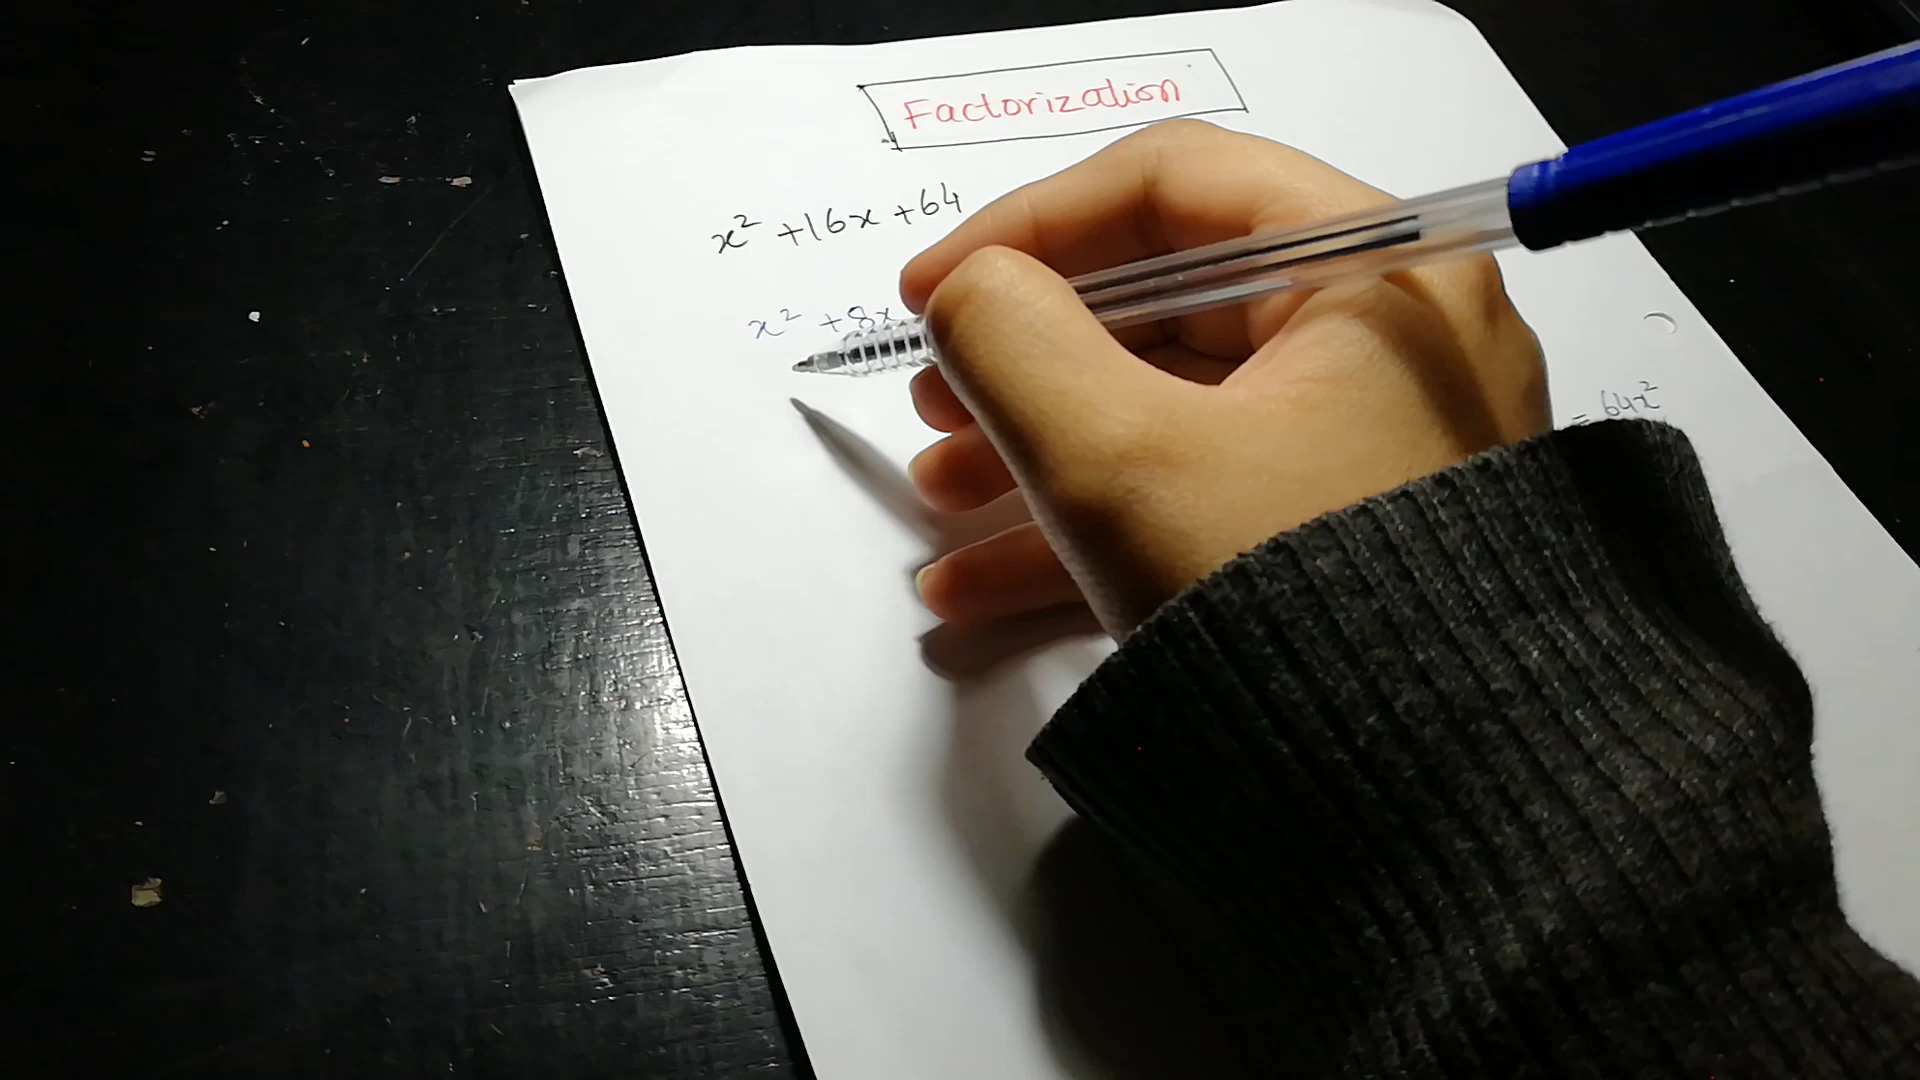 Factorization
x² +16x +64
x² +8x
= 64x²